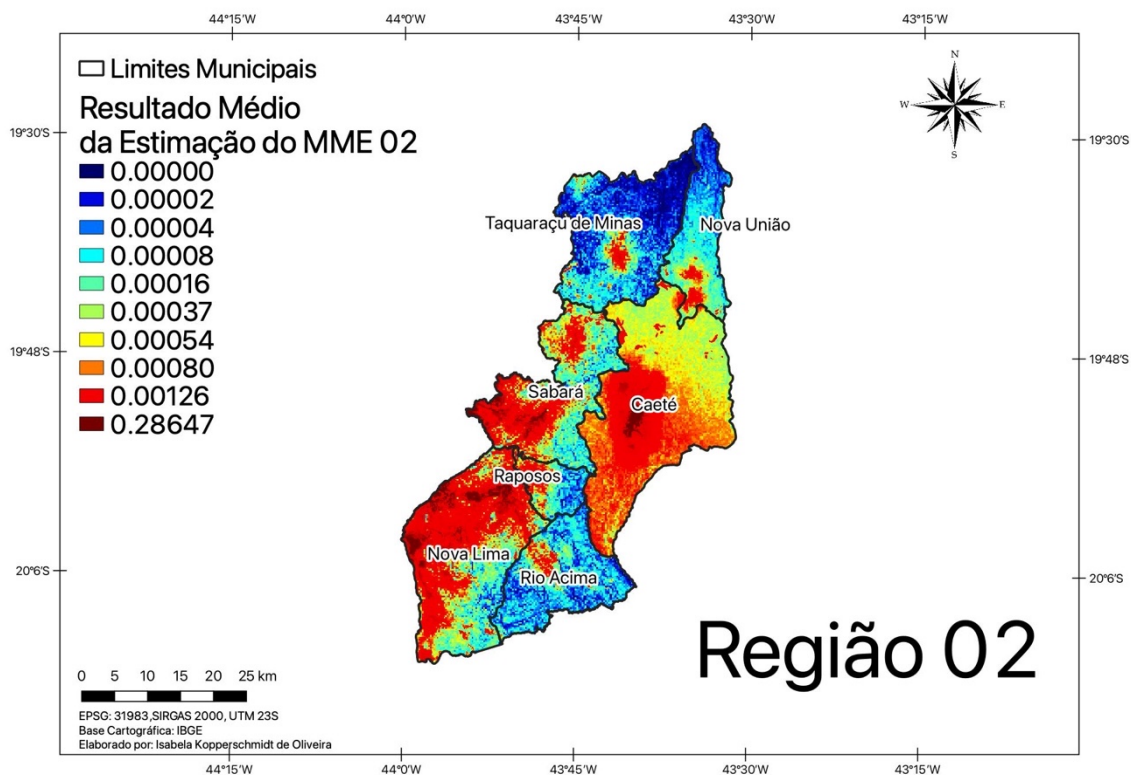 44°15'W 44°0'W 43°45'W 43°30'W 43°15'W
N
W E
S
Limites Municipais
Resultado Médio
da Estimação do MME 02
0.00000
0.00002
0.00004
0.00008
0.00016
0.00037
0.00054
0.00080
0.00126
0.28647
19°30'S 19°30'S
Taquaraçu de Minas
Nova União
19°48'S 19°48'S
Sabará
Caeté
Raposos
Nova Lima
Rio Acima
20°6'S 20°6'S
Região 02
0 5 10 15 20 25 km
EPSG: 31983,SIRGAS 2000, UTM 23S
Base Cartográfica: IBGE
Elaborado por: Isabela Kopperschmidt de Oliveira
44°15'W 44°0'W 43°45'W 43°30'W 43°15'W